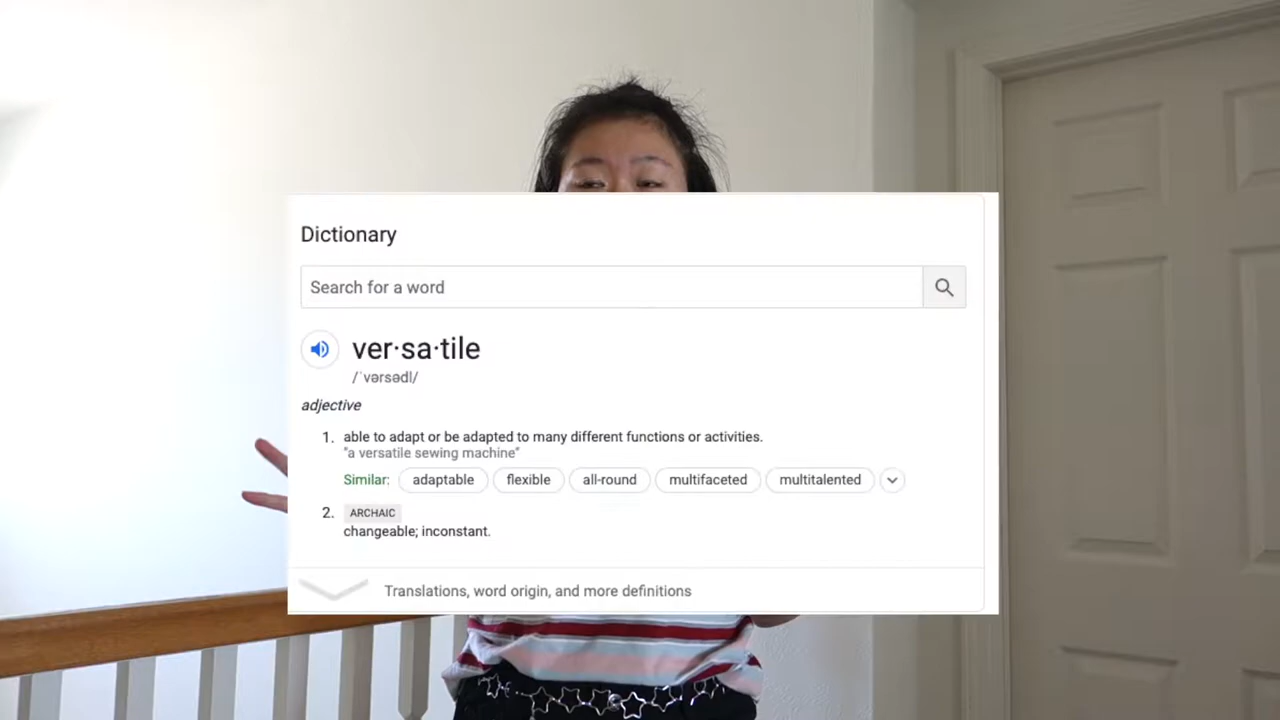 Dictionary
Search for a word
ver·sa·tile
/ˈvərsədl/
adjective
1. able to adapt or be adapted to many different functions or activities.
"a versatile sewing machine"
Similar: adaptable flexible all-round multifaceted multitalented
2. ARCHAIC
changeable; inconstant.
Translations, word origin, and more definitions